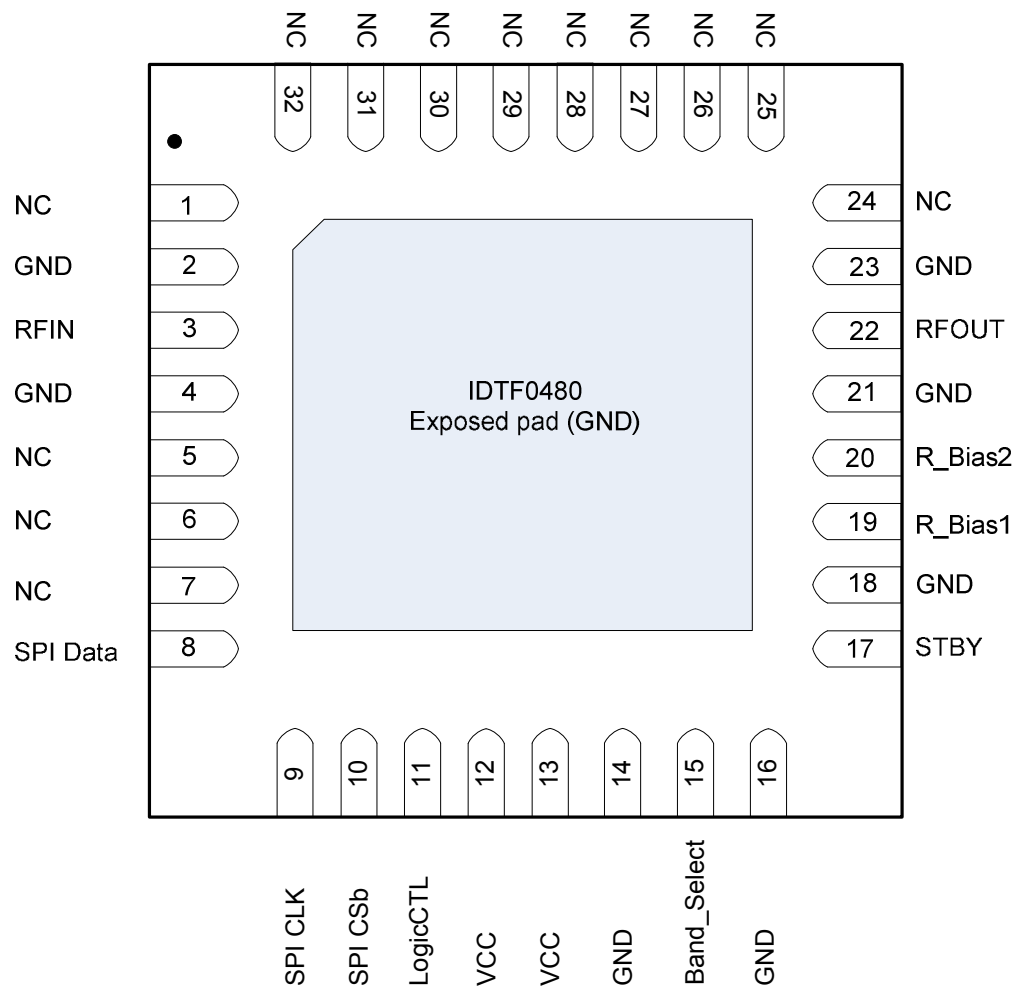 NC NC NC NC NC NC NC NC
32 31 30 29 28 27 26 25
NC 1 24 NC
GND 2 23 GND
RFIN 3 22 RFOUT
GND 4 21 GND
IDTF0480
Exposed pad (GND)
NC 5 20 R_Bias2
NC 6 19 R_Bias1
NC 7 18 GND
SPI Data 8 17 STBY
9 10 11 12 13 14 15 16
SPI CLK
SPI CSb
LogicCTL
VCC
VCC
GND
Band_Select
GND